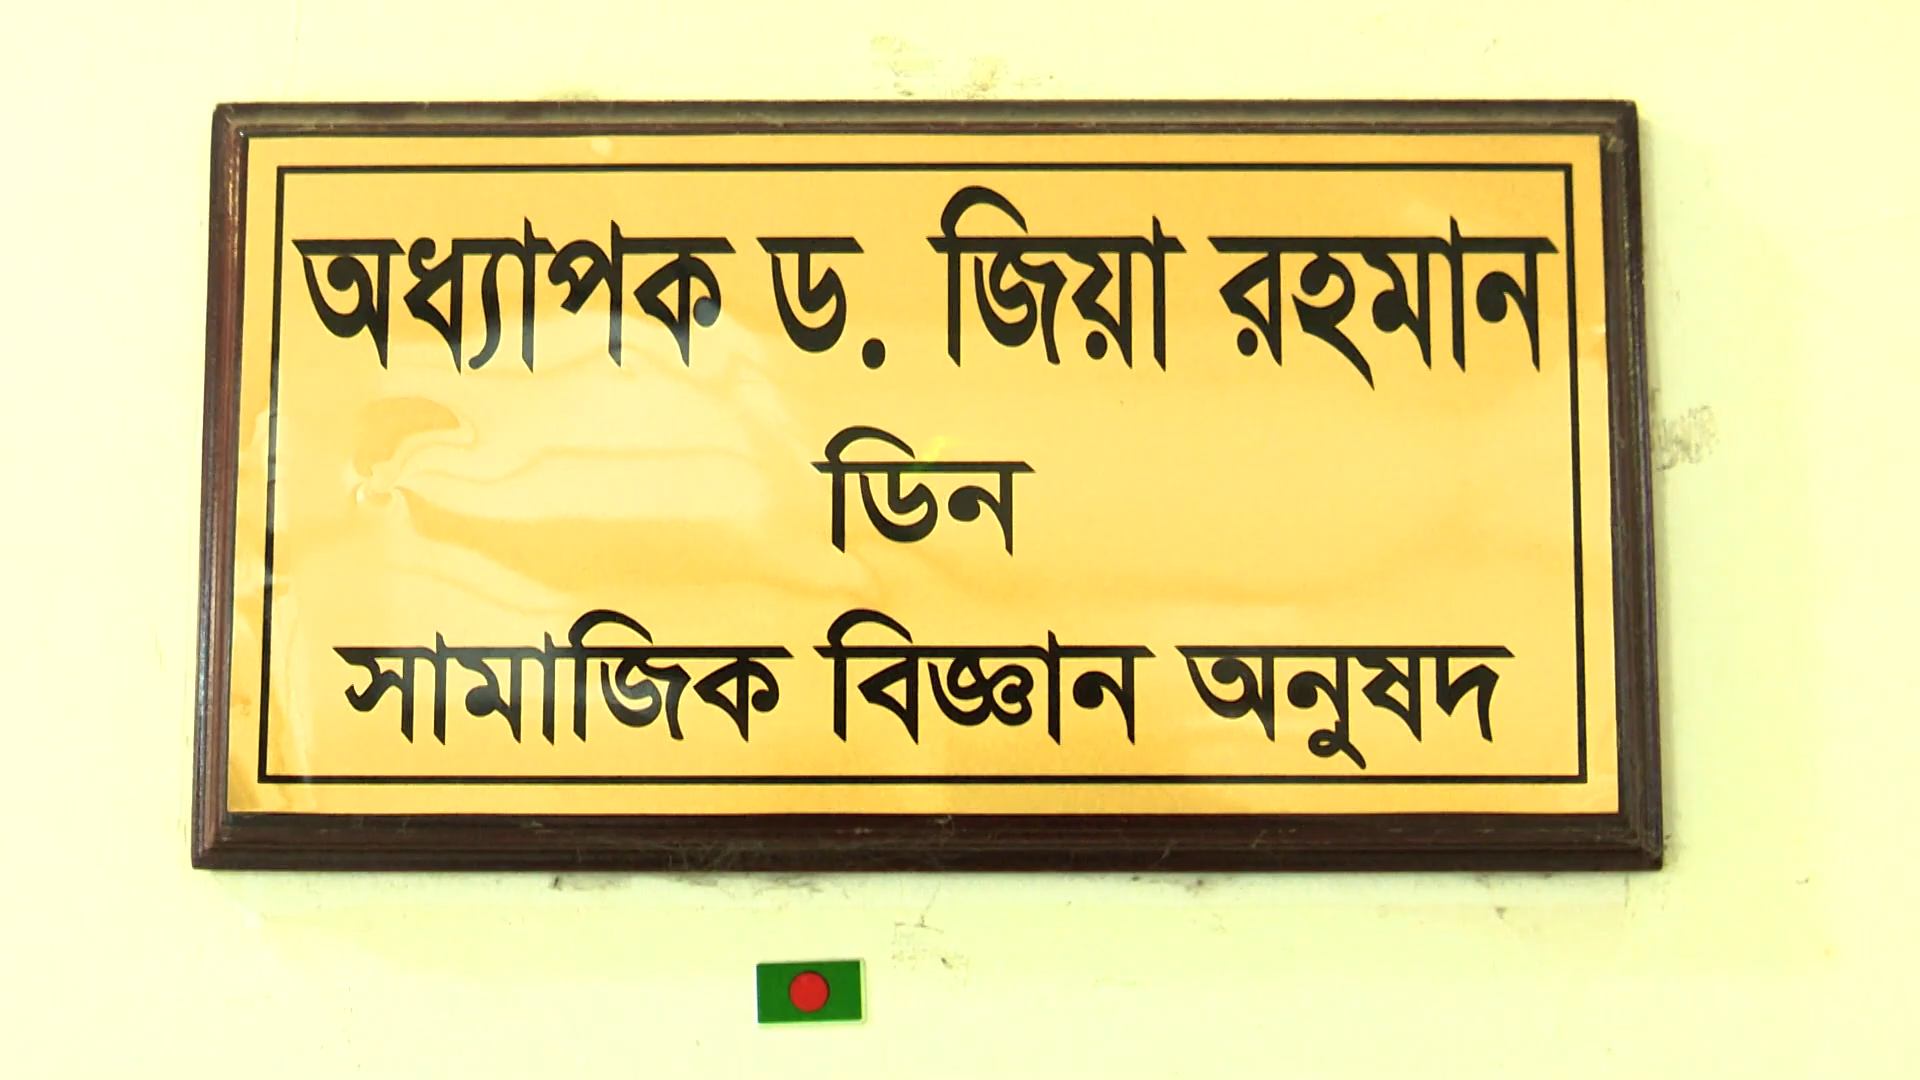 অধ্যাপক ড. জিয়া রহমান
ডিন
সামাজিক বিজ্ঞান অনুষদ